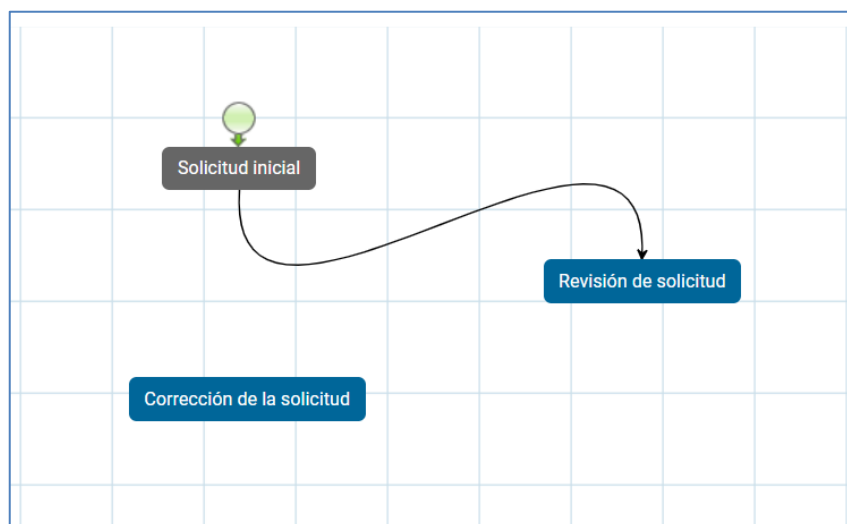 Solicitud inicial
Revisión de solicitud
Corrección de la solicitud